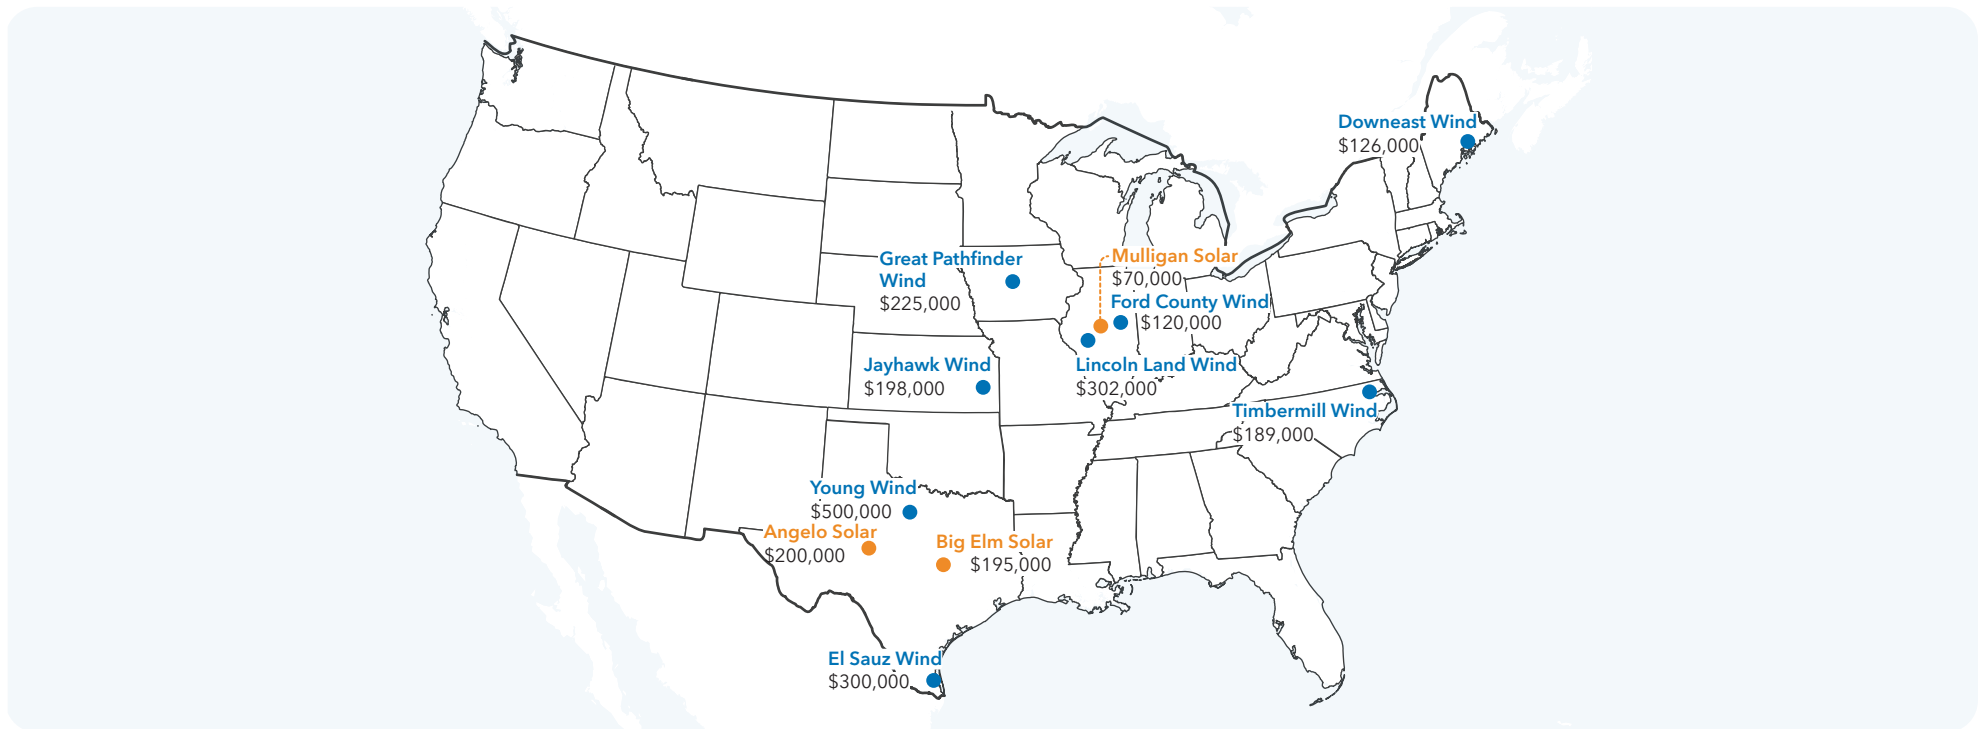 Downeast Wind
$126,000
Mulligan Solar
$70,000
Great Pathfinder
Wind
$225,000
Ford County Wind
$120,000
Jayhawk Wind
$198,000
Lincoln Land Wind
$302,000
Timbermill Wind
$189,000
Young Wind
$500,000
Angelo Solar
$200,000
Big Elm Solar
$195,000
El Sauz Wind
$300,000